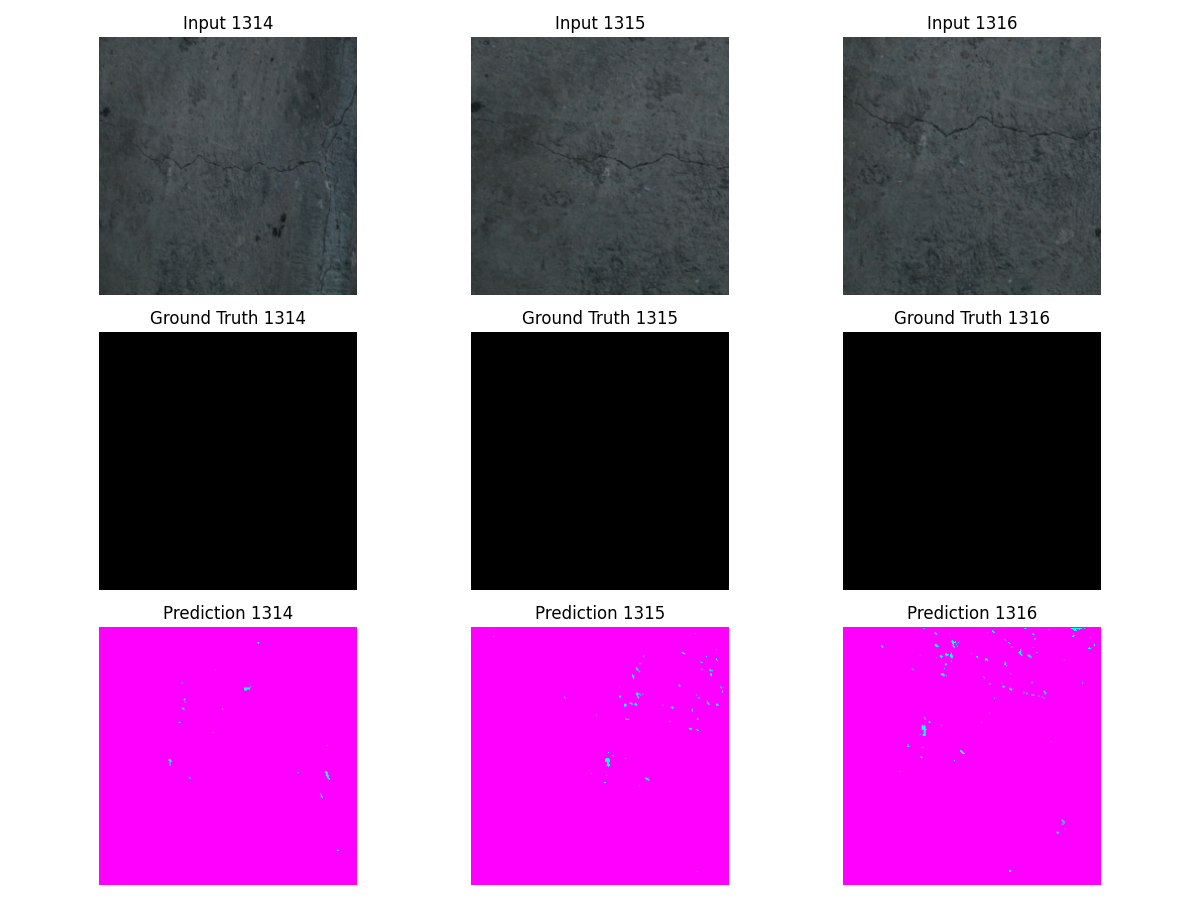 Input 1314
Input 1315
Input 1316
Ground Truth 1314
Ground Truth 1315
Ground Truth 1316
Prediction 1314
Prediction 1315
Prediction 1316